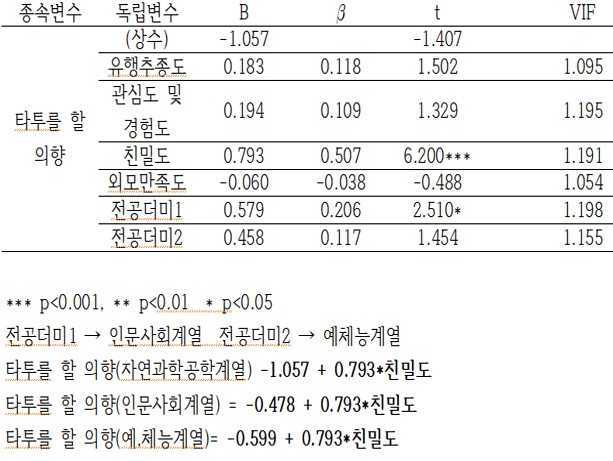 종속변수 독립변수 B β t VIF
(상수) -1.057 -1.407
유행추종도 0.183 0.118 1.502 1.095
관심도 및
경험도 0.194 0.109 1.329 1.195
타투를 할
의향
친밀도 0.793 0.507 6.200*** 1.191
외모만족도 -0.060 -0.038 -0.488 1.054
전공더미1 0.579 0.206 2.510* 1.198
전공더미2 0.458 0.117 1.454 1.155
*** p<0.001, ** p<0.01 * p<0.05
전공더미1 → 인문사회계열 전공더미2 → 예체능계열
타투를 할 의향(자연과학공학계열) -1.057 + 0.793*친밀도
타투를 할 의향(인문사회계열) = -0.478 + 0.793*친밀도
타투를 할 의향(예,체능계열)= -0.599 + 0.793*친밀도